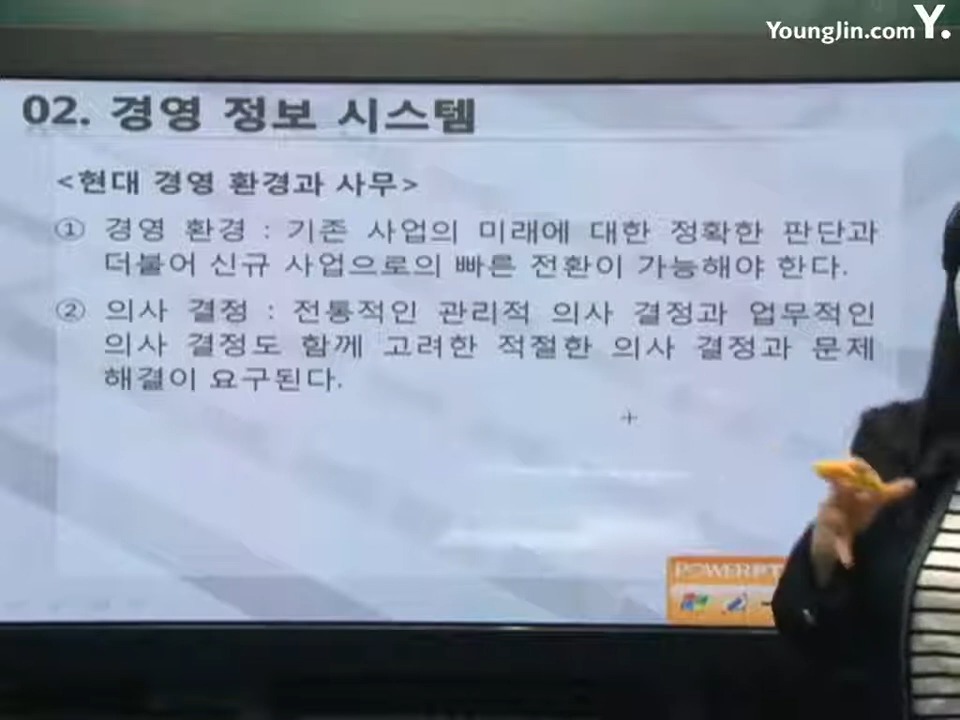 YoungJin.com Y.
02. 경영 정보 시스템
<현대 경영 환경과 사무>
① 경영 환경 : 기존 사업의 미래에 대한 정확한 판단과
더불어 신규 사업으로의 빠른 전환이 가능해야 한다.
② 의사 결정 : 전통적인 관리적 의사 결정과 업무적인
의사 결정도 함께 고려한 적절한 의사 결정과 문제
해결이 요구된다.